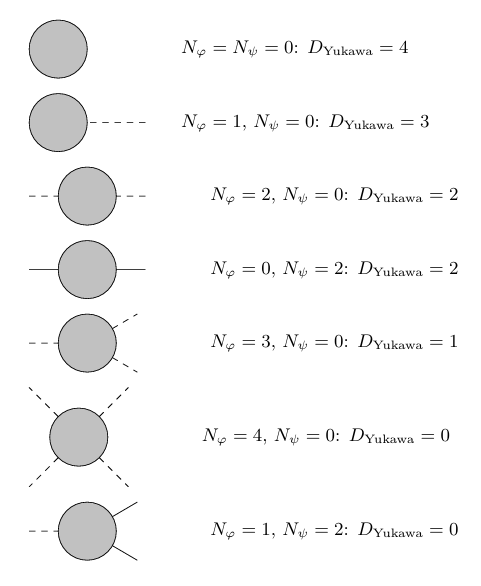 N_φ = N_ψ = 0: D_Yukawa = 4
N_φ = 1, N_ψ = 0: D_Yukawa = 3
N_φ = 2, N_ψ = 0: D_Yukawa = 2
N_φ = 0, N_ψ = 2: D_Yukawa = 2
N_φ = 3, N_ψ = 0: D_Yukawa = 1
N_φ = 4, N_ψ = 0: D_Yukawa = 0
N_φ = 1, N_ψ = 2: D_Yukawa = 0